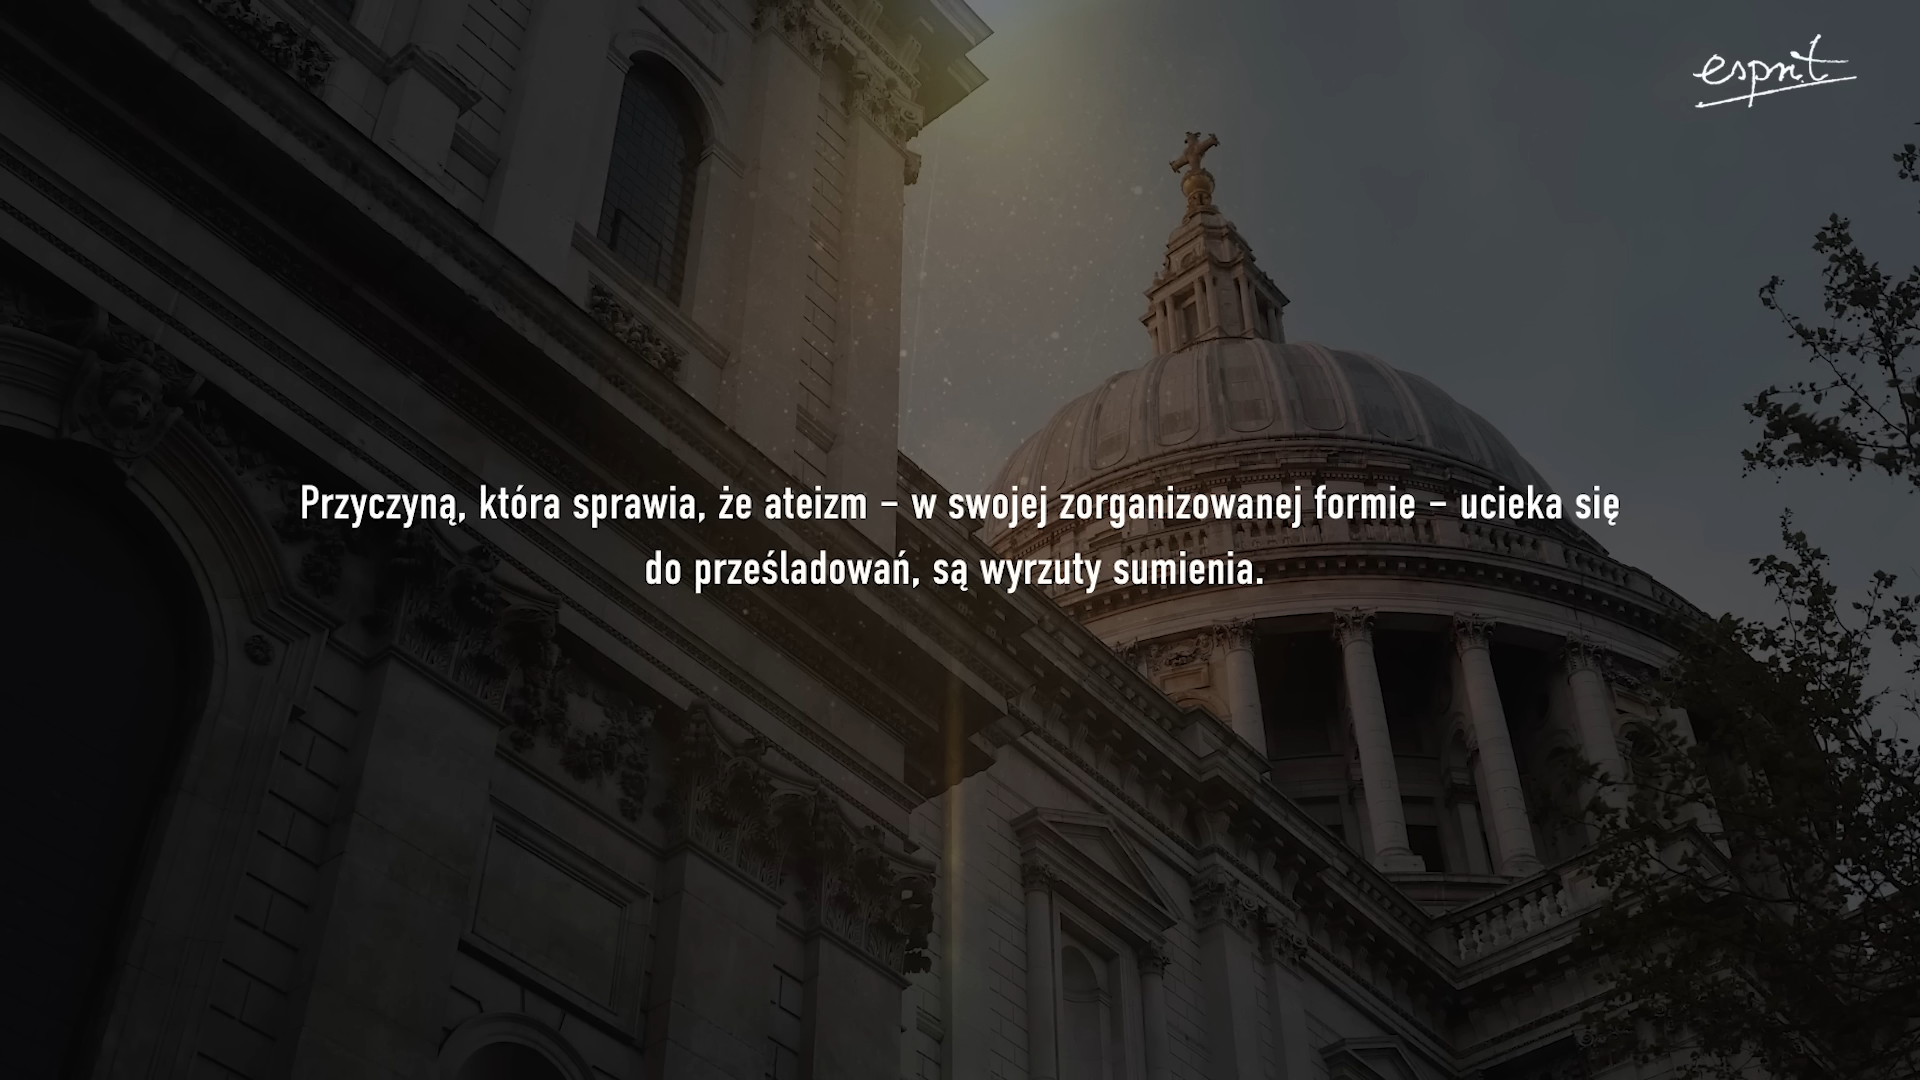 esprit
Przyczyną, która sprawia, że ateizm – w swojej zorganizowanej formie – ucieka się
do prześladowań, są wyrzuty sumienia.